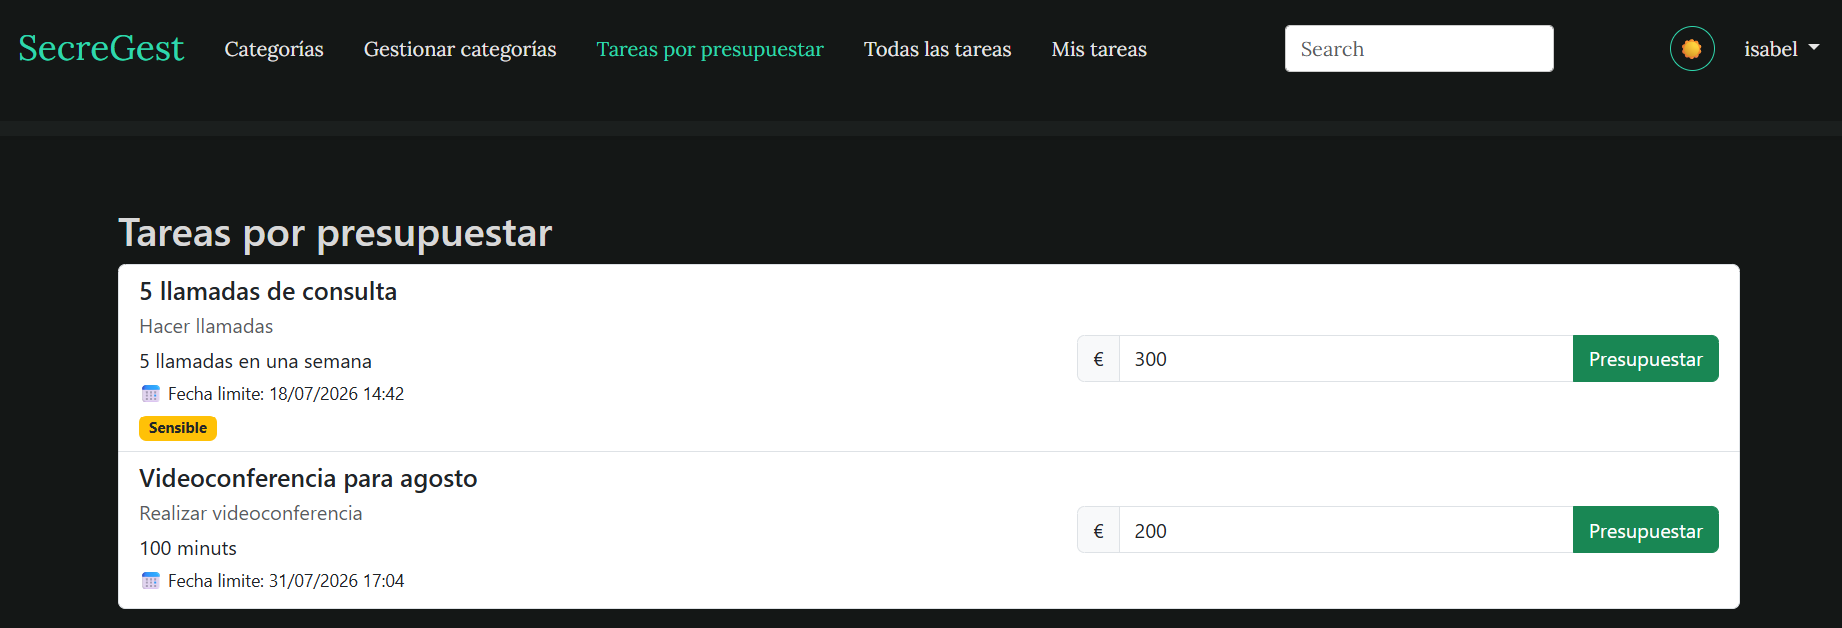 SecreGest
Categorías
Gestionar categorías
Tareas por presupuestar
Todas las tareas
Mis tareas
Search
isabel
Tareas por presupuestar
5 llamadas de consulta
Hacer llamadas
5 llamadas en una semana
Fecha limite: 18/07/2026 14:42
Sensible
€ 300 Presupuestar
Videoconferencia para agosto
Realizar videoconferencia
100 minuts
Fecha limite: 31/07/2026 17:04
€ 200 Presupuestar